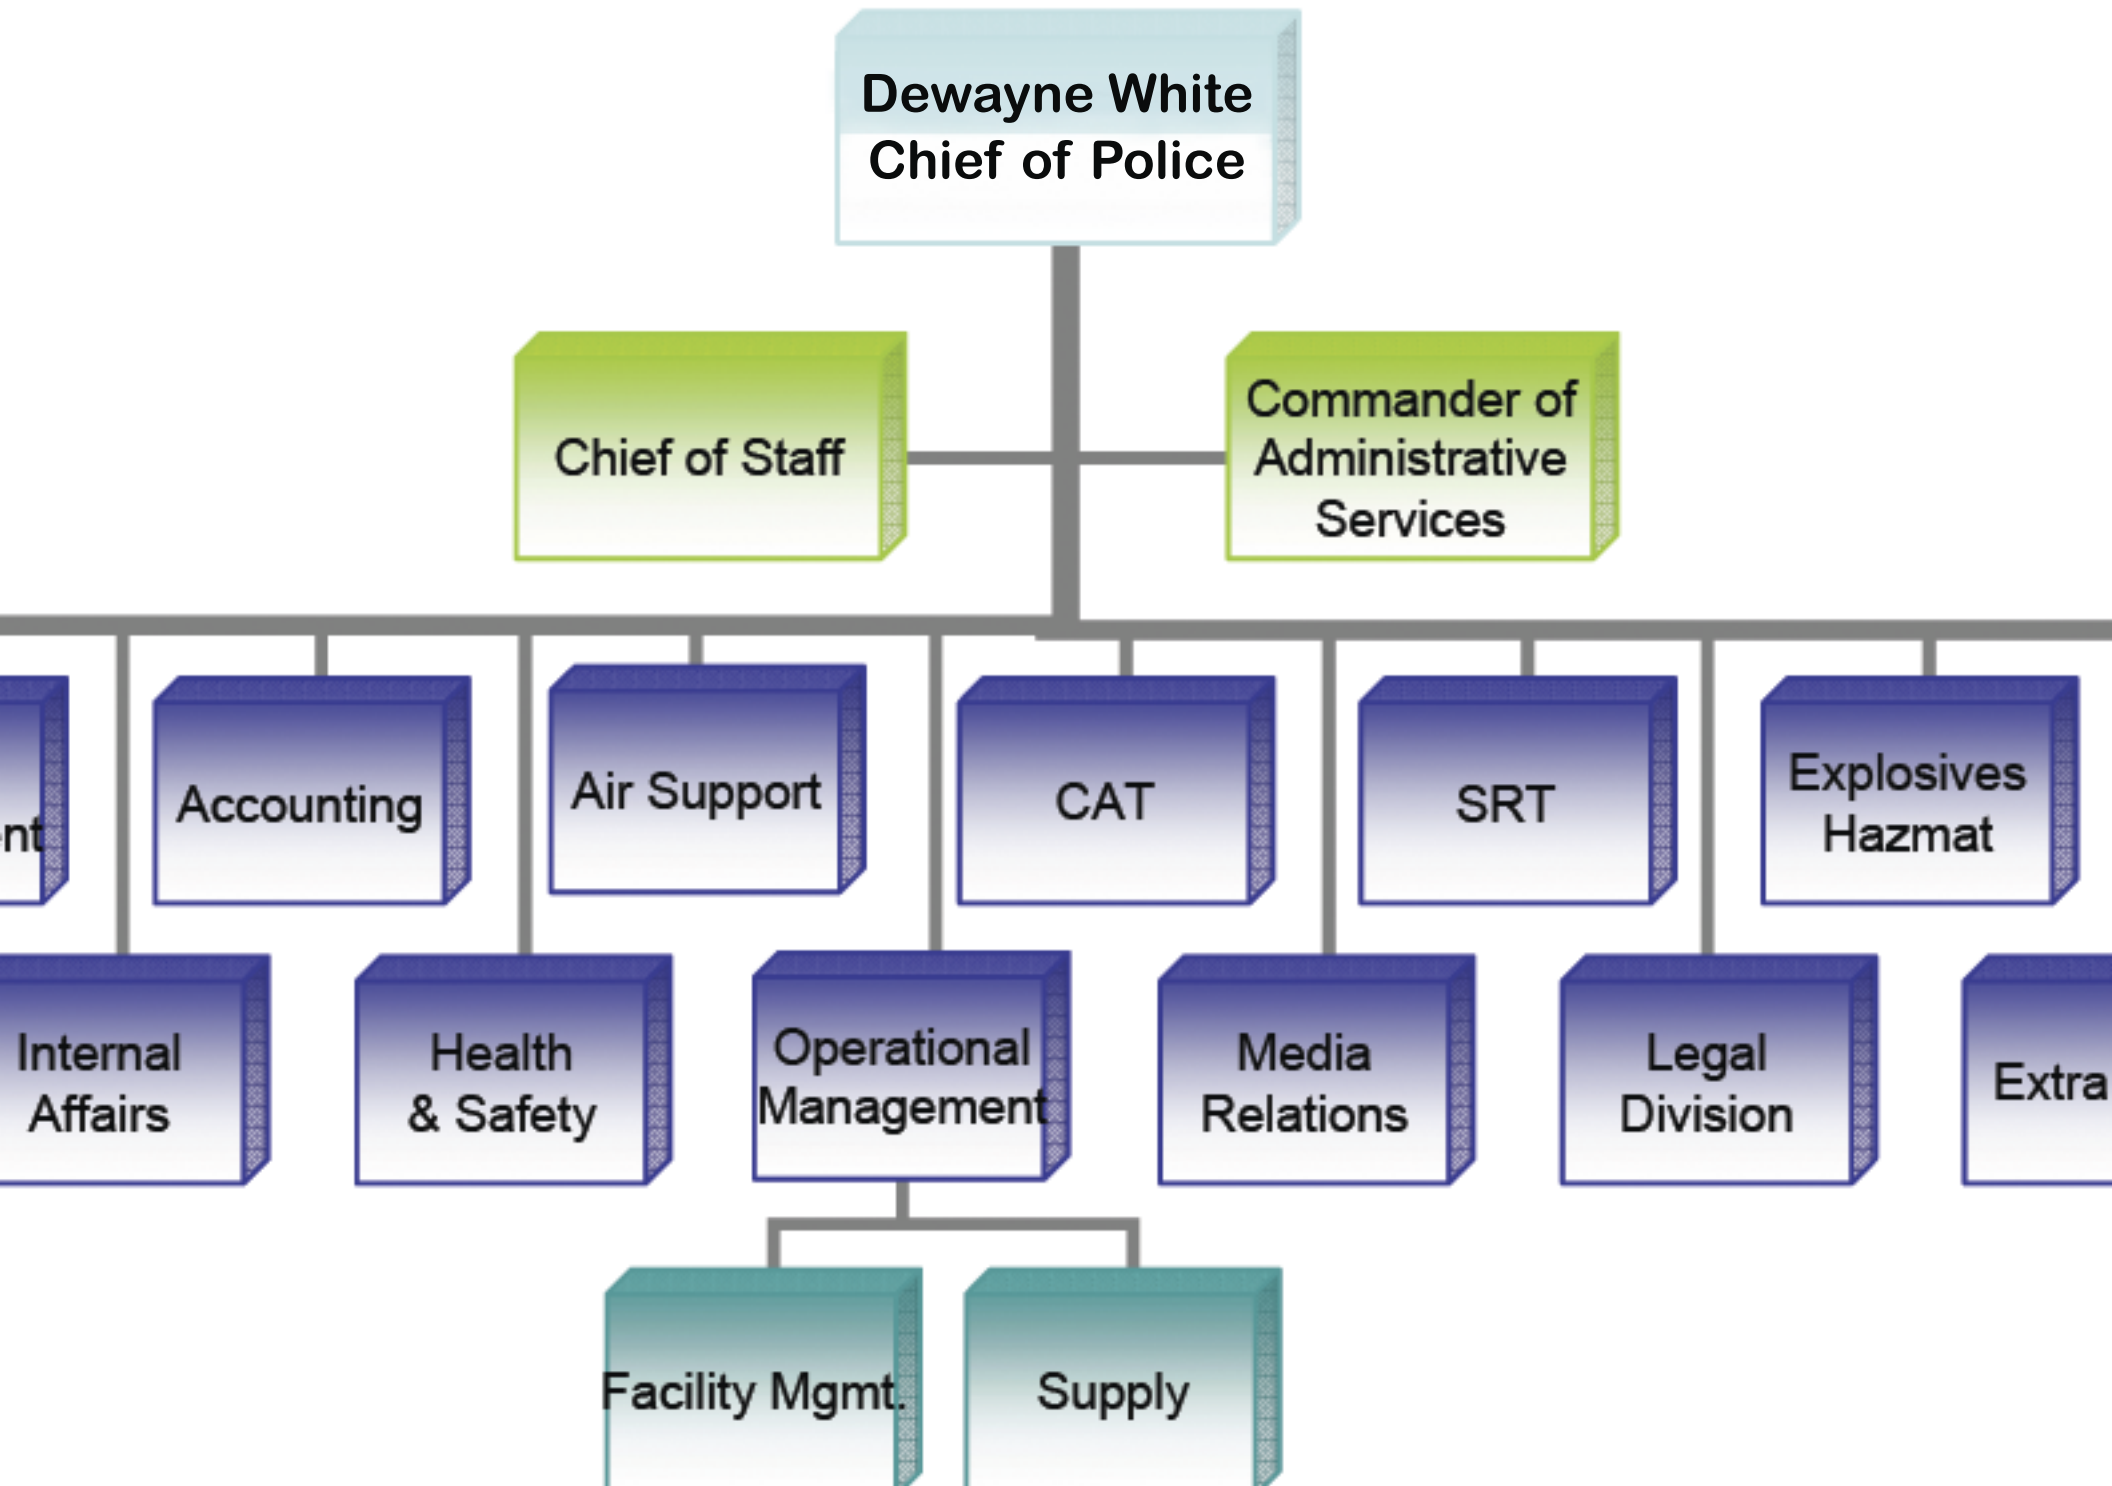 Dewayne White
Chief of Police
Chief of Staff
Commander of
Administrative
Services
Accounting
Air Support
CAT
SRT
Explosives
Hazmat
Internal
Affairs
Health
& Safety
Operational
Management
Media
Relations
Legal
Division
Extra
Facility Mgmt.
Supply